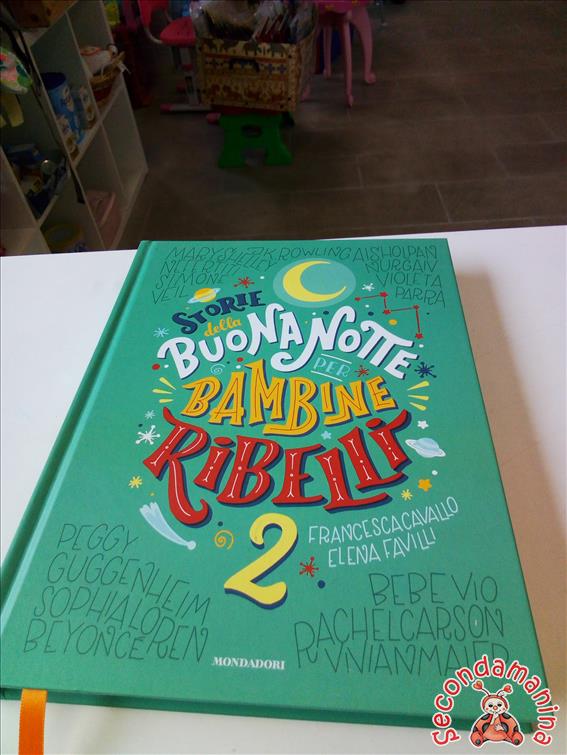 MARY SHELLEY J.K. ROWLING AISHOLPAN
NEFERTITI NURGAIV
SIMONE VIOLETA
VEIL PARRA
STORIE
della
BUONANOTTE
PER
BAMBINE
RIBELLI
2
FRANCESCA CAVALLO
ELENA FAVILLI
PEGGY
GUGGENHEIM
SOPHIA LOREN
BEYONCÉ
BEBE VIO
RACHEL CARSON
VIVIAN MAIER
MONDADORI
Secondamanina